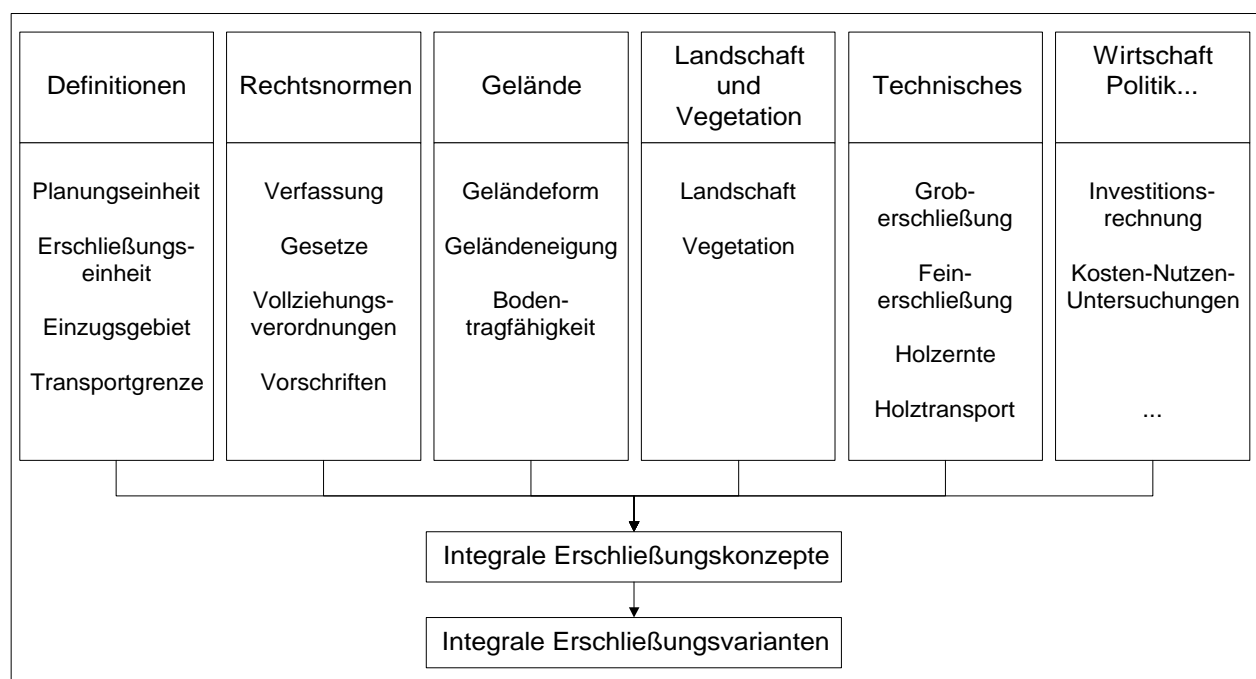 Definitionen
Rechtsnormen
Gelände
Landschaft
und
Vegetation
Technisches
Wirtschaft
Politik...
Planungseinheit
Erschließungs-
einheit
Einzugsgebiet
Transportgrenze
Verfassung
Gesetze
Vollziehungs-
verordnungen
Vorschriften
Geländeform
Geländeneigung
Boden-
tragfähigkeit
Landschaft
Vegetation
Grob-
erschließung
Fein-
erschließung
Holzernte
Holztransport
Investitions-
rechnung
Kosten-Nutzen-
Untersuchungen
...
Integrale Erschließungskonzepte
Integrale Erschließungsvarianten